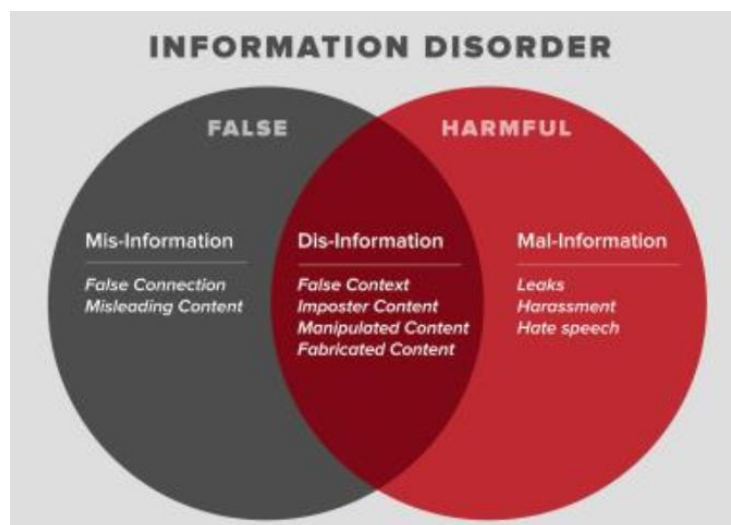 INFORMATION DISORDER
FALSE
HARMFUL
Mis-Information
False Connection
Misleading Content
Dis-Information
False Context
Imposter Content
Manipulated Content
Fabricated Content
Mal-Information
Leaks
Harassment
Hate speech